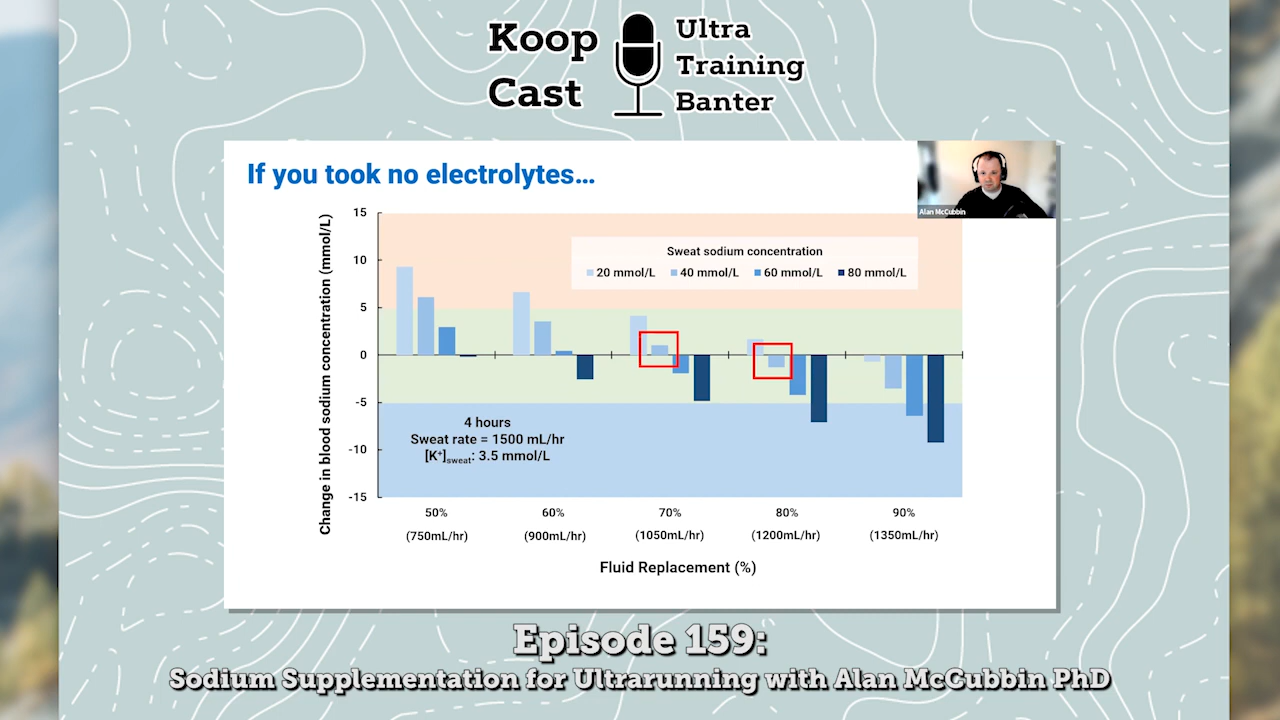 Koop
Cast
Ultra
Training
Banter
If you took no electrolytes...
Alan McCubbin
Change in blood sodium concentration (mmol/L)
15
10
5
0
-5
-10
-15
Sweat sodium concentration
20 mmol/L 40 mmol/L 60 mmol/L 80 mmol/L
4 hours
Sweat rate = 1500 mL/hr
[K⁺]sweat: 3.5 mmol/L
50% 60% 70% 80% 90%
(750mL/hr) (900mL/hr) (1050mL/hr) (1200mL/hr) (1350mL/hr)
Fluid Replacement (%)
Episode 159:
Sodium Supplementation for Ultrarunning with Alan McCubbin PhD